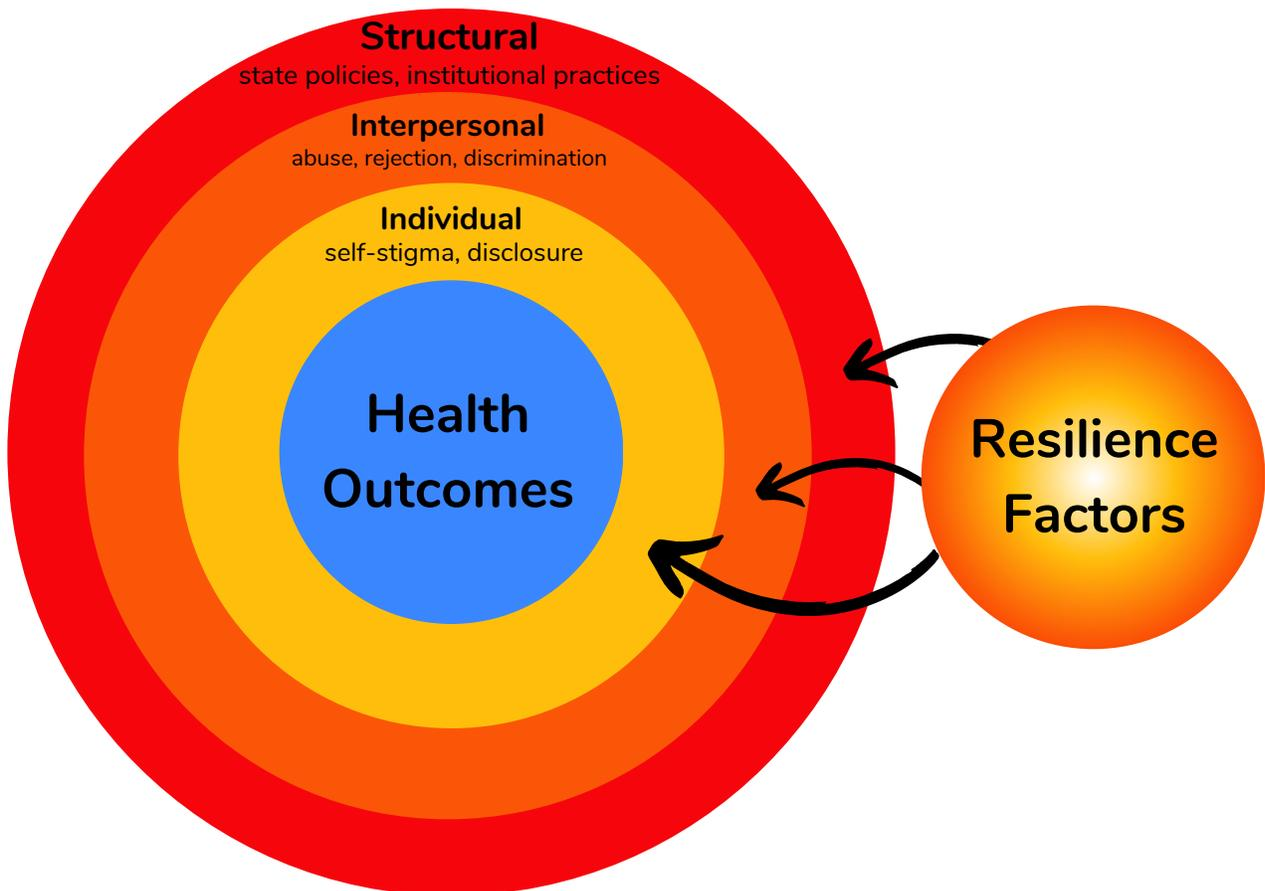 Structural
state policies, institutional practices
Interpersonal
abuse, rejection, discrimination
Individual
self-stigma, disclosure
Health
Outcomes
Resilience
Factors